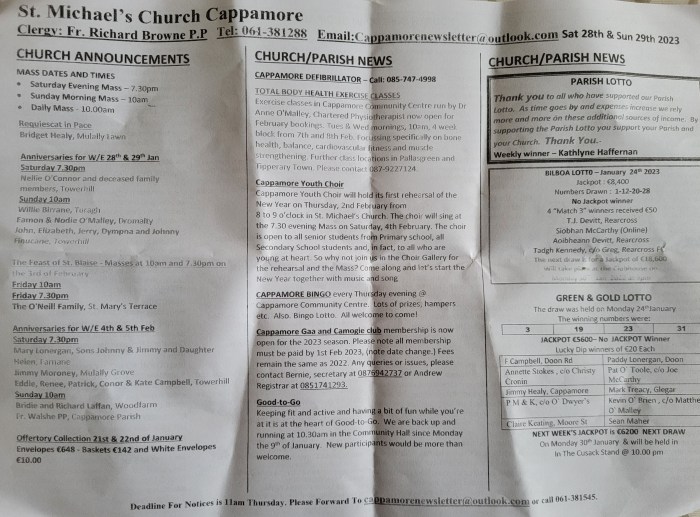 St. Michael's Church Cappamore
Clergy: Fr. Richard Browne P.P Tel: 061-381288 Email:Cappamorenewsletter@outlook.com Sat 28th & Sun 29th 2023
CHURCH ANNOUNCEMENTS
MASS DATES AND TIMES
• Saturday Evening Mass – 7.30pm
• Sunday Morning Mass – 10am
• Daily Mass - 10.00am
Requiescat in Pace
Bridget Healy, Mulally Lawn
Anniversaries for W/E 28th & 29th Jan
Saturday 7.30pm
Nellie O'Connor and deceased family
members, Towerhill
Sunday 10am
Willie Birrane, Turagh
Eamon & Nodie O'Malley,
John, Elizabeth, Jerry, Dympna and Johnny
Finucane, Towerhill
The Feast of St. Blaise - Masses at 10am and 7.30pm on
the 3rd of February
Friday 10am
Friday 7.30pm
The O'Neill Family, St. Mary's Terrace
Anniversaries for W/E 4th & 5th Feb
Saturday 7.30pm
Mary Lonergan, Sons Johnny & Jimmy and Daughter
Helen, Farnane
Jimmy Moroney, Mulally Grove
Eddie, Renee, Patrick, Conor & Kate Campbell, Towerhill
Sunday 10am
Bridie and Richard Laffan, Woodfarm
Fr. Walshe PP, Cappamore Parish
Offertory Collection 21st & 22nd of January
Envelopes €648 - Baskets €142 and White Envelopes
€10.00
CHURCH/PARISH NEWS
CAPPAMORE DEFIBRILLATOR – Call: 085-747-4998
TOTAL BODY HEALTH EXERCISE CLASSES
Exercise classes in Cappamore Community Centre run by Dr
Anne O'Malley, Chartered Physiotherapist now open for
February bookings. Tues & Wed mornings, 10am, 4 week
block from 7th and 8th Feb. Focusing specifically on bone
health, balance, cardiovascular fitness and muscle
strengthening. Further class locations in Pallasgreen and
Tipperary Town. Please contact 087-9227124.
Cappamore Youth Choir
Cappamore Youth Choir will hold its first rehearsal of the
New Year on Thursday, 2nd February from
8 to 9 o'clock in St. Michael's Church. The choir will sing at
the 7.30 evening Mass on Saturday, 4th February. The choir
is open to all senior students from Primary school, all
Secondary School students and, in fact, to all who are
young at heart. So why not join us in the Choir Gallery for
the rehearsal and the Mass? Come along and let's start the
New Year together with music and song
CAPPAMORE BINGO every Thursday evening @
Cappamore Community Centre. Lots of prizes, hampers
etc. Also. Bingo-Lotto. All welcome to come!
Cappamore Gaa and Camogie club membership is now
open for the 2023 season. Please note all membership
must be paid by 1st Feb 2023, (note date change.) Fees
remain the same as 2022. Any queries or issues, please
contact Bernie, secretary at 0876942737 or Andrew
Registrar at 0851741293.
Good-to-Go
Keeping fit and active and having a bit of fun while you're
at it is at the heart of Good-to-Go. We are back up and
running at 10.30am in the Community Hall since Monday
the 9th of January. New participants would be more than
welcome.
CHURCH/PARISH NEWS
PARISH LOTTO
Thank you to all who have supported our Parish
Lotto. As time goes by and expenses increase we rely
more and more on these additional sources of income. By
supporting the Parish Lotto you support your Parish and
your Church. Thank You.
Weekly winner – Kathlyne Haffernan
BILBOA LOTTO – January 24th 2023
Jackpot : €8,400
Numbers Drawn : 1-12-20-28
No Jackpot winner
4 "Match 3" winners received €50
T.J. Devitt, Rearcross
Siobhan McCarthy (Online)
Aoibheann Devitt, Rearcross
Tadgh Kennedy, c/o Greg, Rearcross
The next draw is for a Jackpot of
will take place in the Clubhouse on
GREEN & GOLD LOTTO
The draw was held on Monday 24th January
The winning numbers were:
3 19 23 31
JACKPOT €5600– No JACKPOT Winner
Lucky Dip winners of €20 Each
F Campbell, Doon Rd Paddy Lonergan, Doon
Annette Stokes , c/o Christy Pat O' Toole, c/o Joe
Cronin McCarthy
Jimmy Healy, Cappamore Mark Treacy, Glegar
P M & K, c/o O' Dwyer's Kevin O' Brien , c/o Matthe
O' Malley
Claire Keating, Moore St Sean Maher
NEXT WEEK'S JACKPOT IS €6200 NEXT DRAW
On Monday 30th January & will be held in
In The Cusack Stand @ 10.00 pm
Deadline For Notices is 11am Thursday. Please Forward To cappamorenewsletter@outlook.com or call 061-381545.